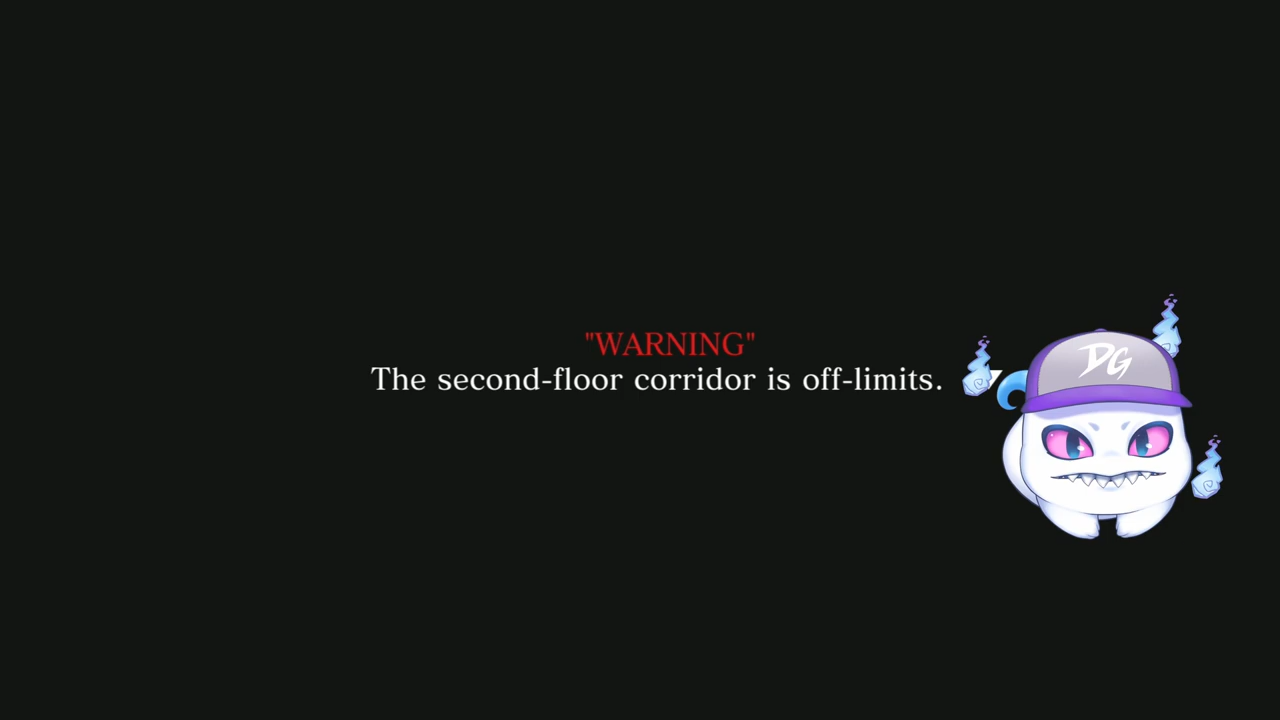 "WARNING"
The second-floor corridor is off-limits.
DG